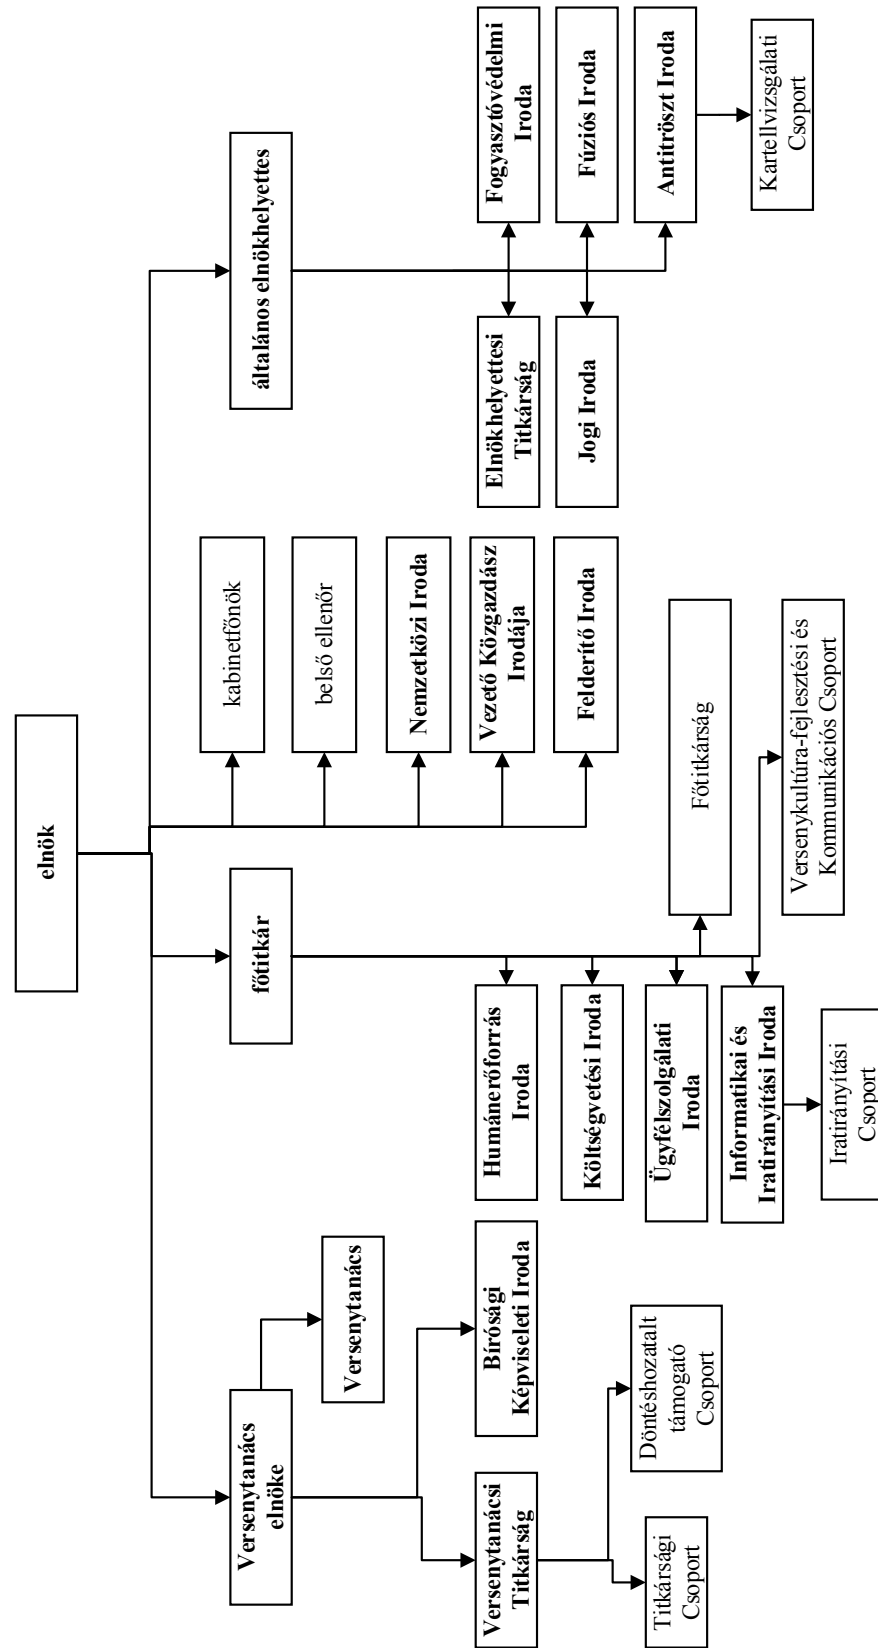 elnök
Versenytanács
elnöke
főtitkár
általános elnökhelyettes
kabinetfőnök
belső ellenőr
Nemzetközi Iroda
Vezető Közgazdász
Irodája
Felderítő Iroda
Versenytanács
Versenytanácsi
Titkárság
Bírósági
Képviseleti Iroda
Titkársági
Csoport
Döntéshozatalt
támogató
Csoport
Humánerőforrás
Iroda
Költségvetési Iroda
Ügyfélszolgálati
Iroda
Informatikai és
Iratirányítási Iroda
Iratirányítási
Csoport
Főtitkárság
Versenykultúra-fejlesztési és
Kommunikációs Csoport
Elnökhelyettesi
Titkárság
Fogyasztóvédelmi
Iroda
Jogi Iroda
Fúziós Iroda
Antitröszt Iroda
Kartellvizsgálati
Csoport